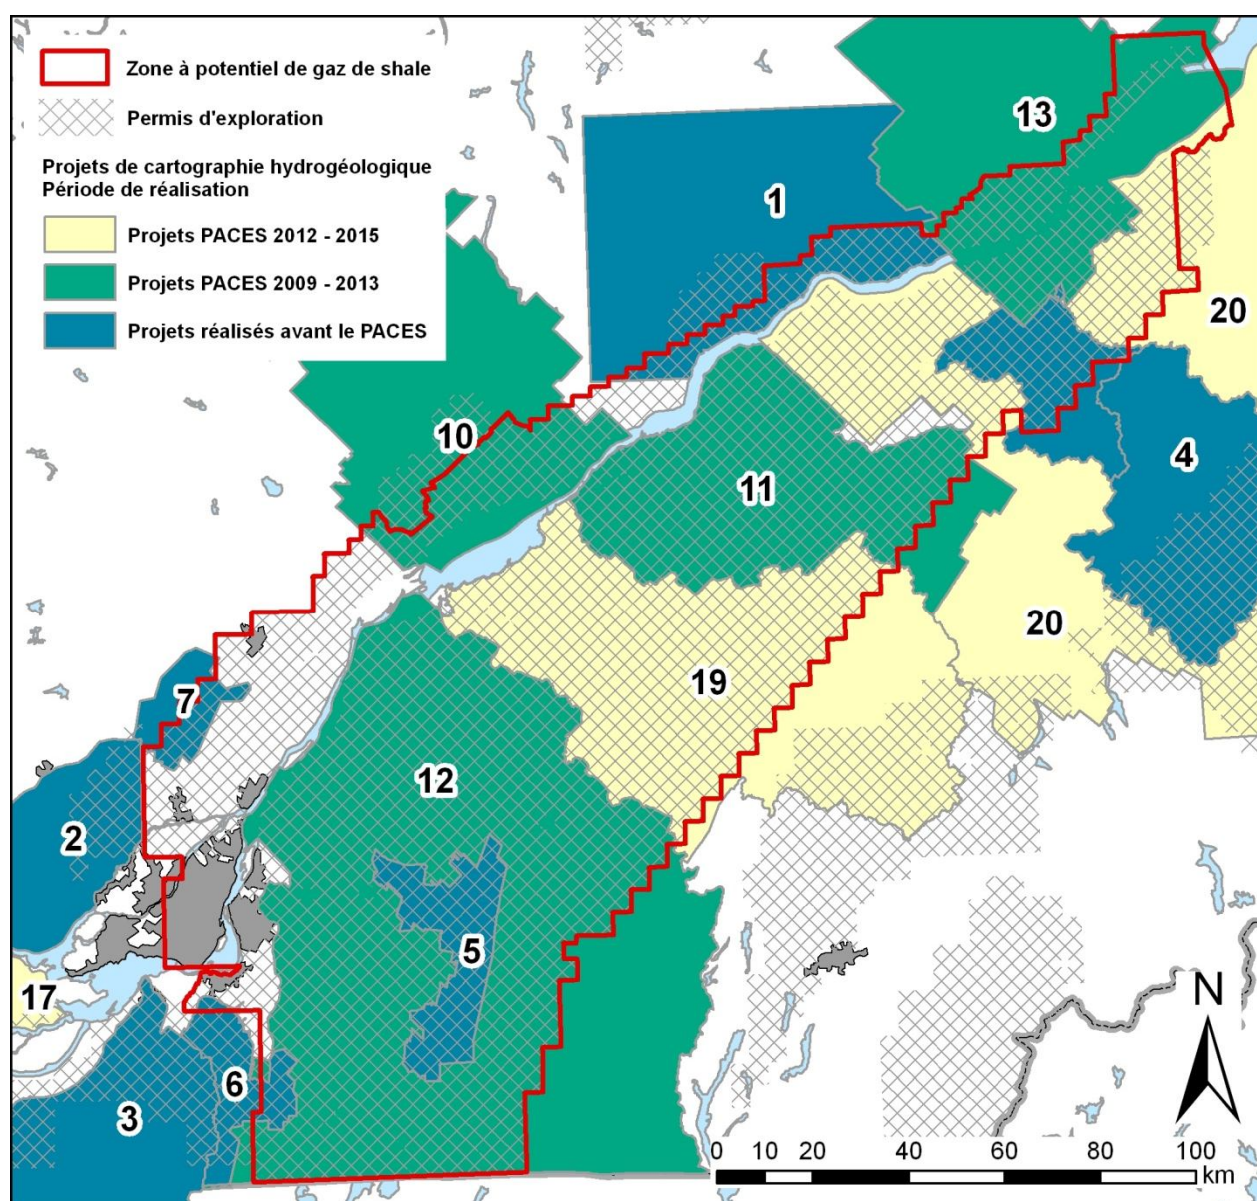 Zone à potentiel de gaz de shale
Permis d'exploration
Projets de cartographie hydrogéologique
Période de réalisation
Projets PACES 2012 - 2015
Projets PACES 2009 - 2013
Projets réalisés avant le PACES
13
1
20
10
4
11
20
19
7
12
2
5
17
N
6
3
0 10 20 40 60 80 100
km